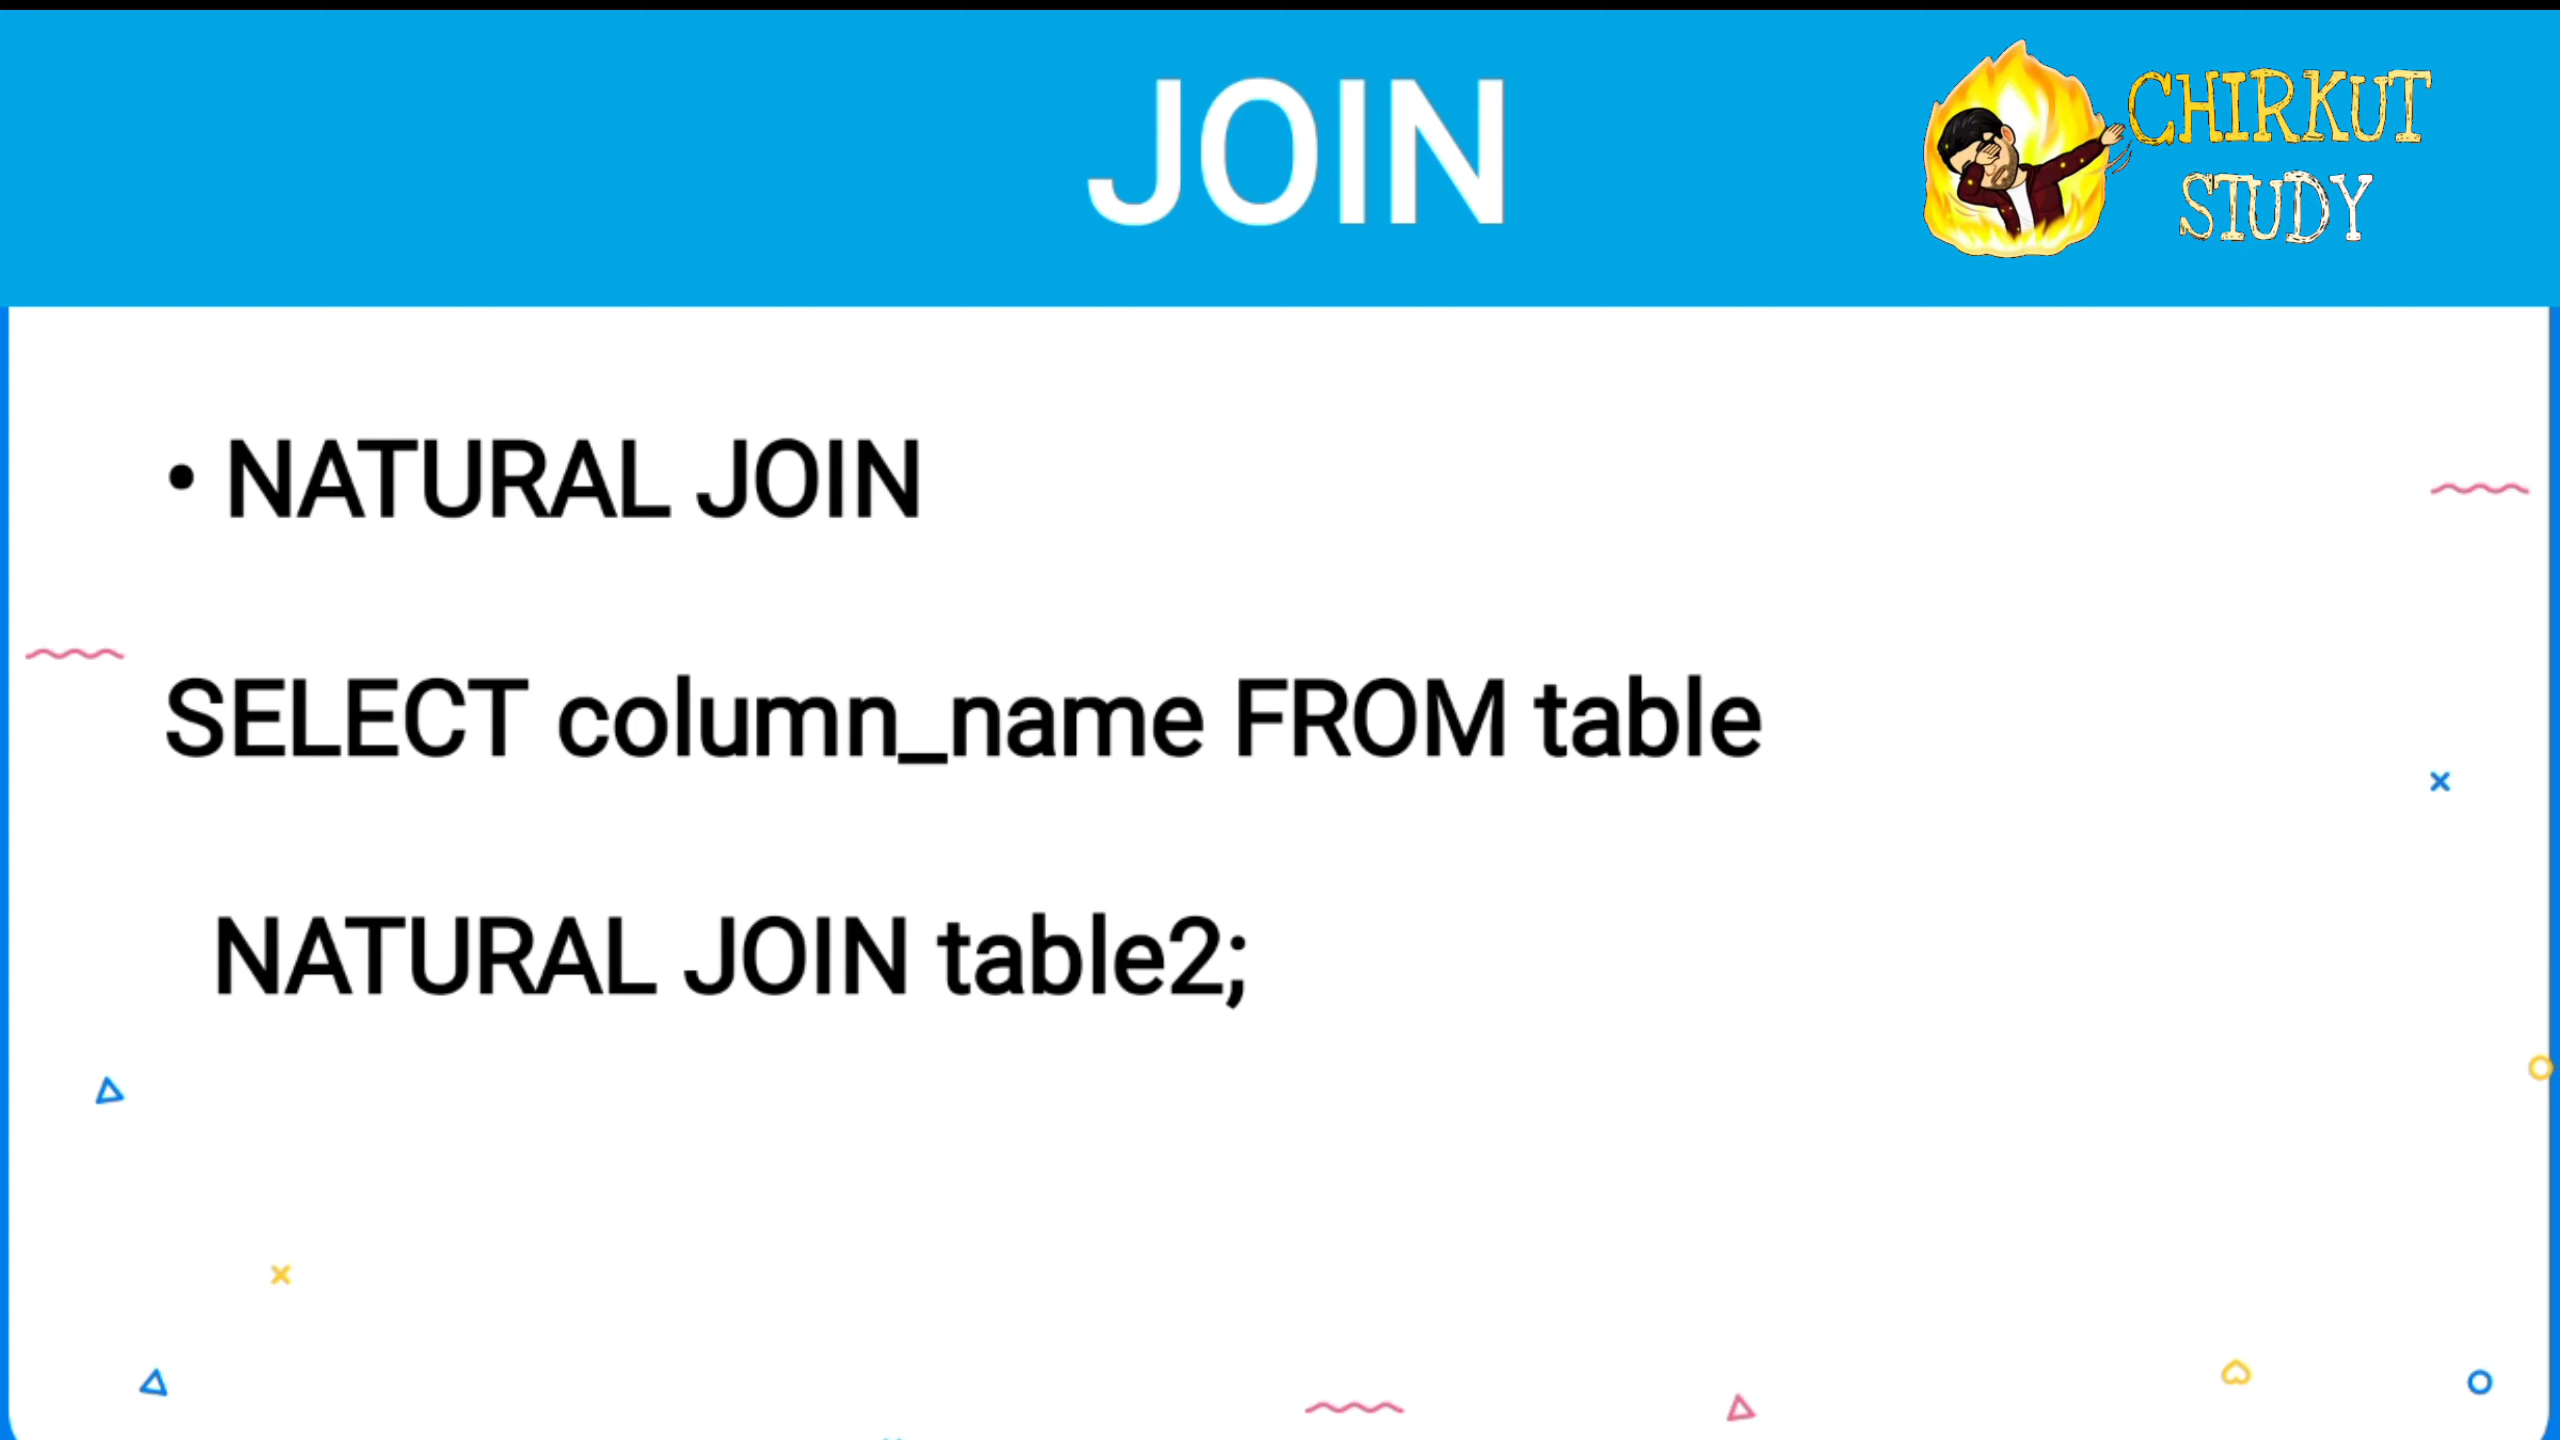 JOIN
CHIRKUT
STUDY
• NATURAL JOIN
SELECT column_name FROM table
NATURAL JOIN table2;